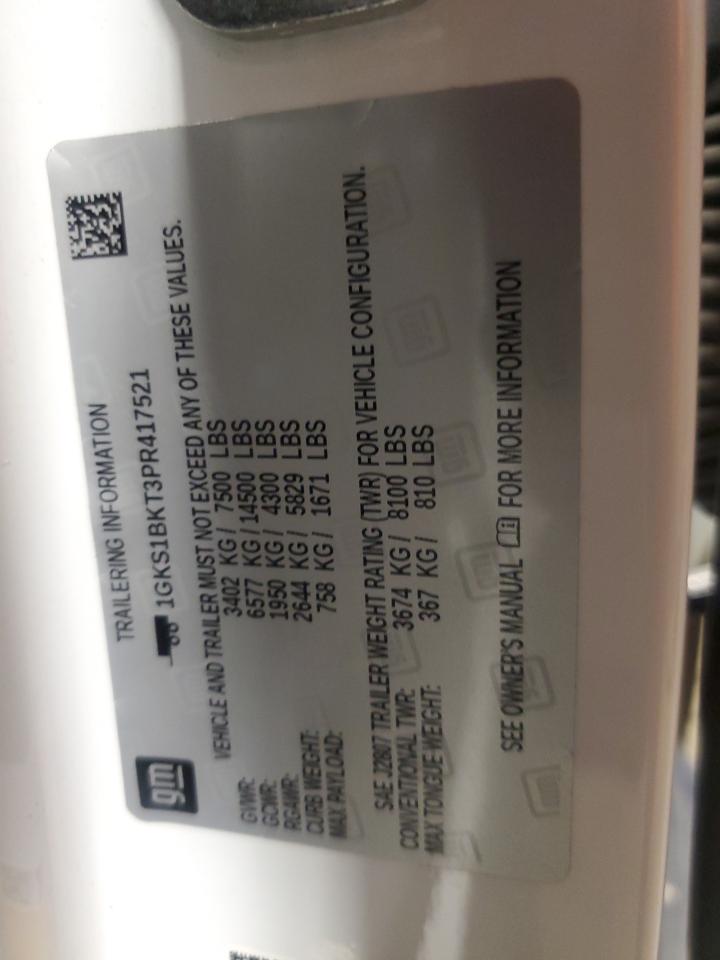 gm
TRAILERING INFORMATION
1GKS1BKT3PR417521
VEHICLE AND TRAILER MUST NOT EXCEED ANY OF THESE VALUES.
GVWR: 3402 KG / 7500 LBS
GCWR: 6577 KG / 14500 LBS
RGAWR: 1950 KG / 4300 LBS
CURB WEIGHT: 2644 KG / 5829 LBS
MAX PAYLOAD: 758 KG / 1671 LBS
SAE J2807 TRAILER WEIGHT RATING (TWR) FOR VEHICLE CONFIGURATION.
CONVENTIONAL TWR: 3674 KG / 8100 LBS
MAX TONGUE WEIGHT: 367 KG / 810 LBS
SEE OWNER'S MANUAL FOR MORE INFORMATION